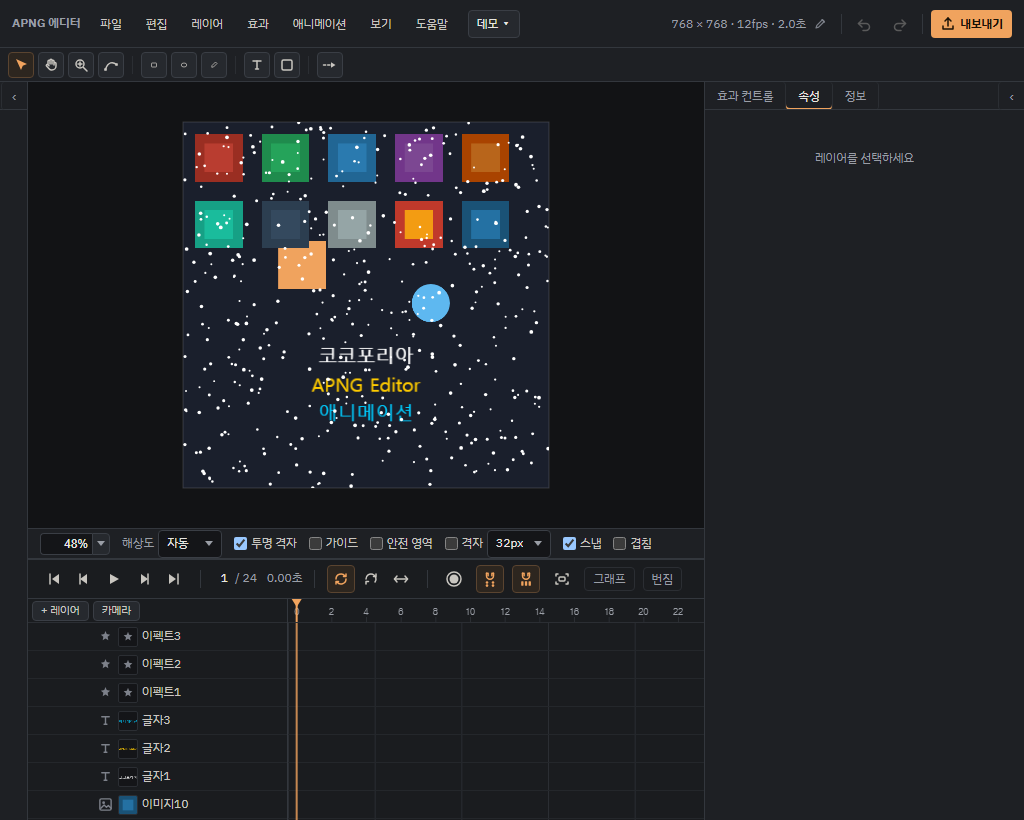 APNG 에디터 파일 편집 레이어 효과 애니메이션 보기 도움말 데모 768 × 768 · 12fps · 2.0초 내보내기
효과 컨트롤 속성 정보
레이어를 선택하세요
코코포리아
APNG Editor
애니메이션
48% 해상도 자동 투명 격자 가이드 안전 영역 격자 32px 스냅 겹침
1 / 24 0.00초 그래프 번짐
+ 레이어 카메라 0 2 4 6 8 10 12 14 16 18 20 22
이펙트3
이펙트2
이펙트1
글자3
글자2
글자1
이미지10